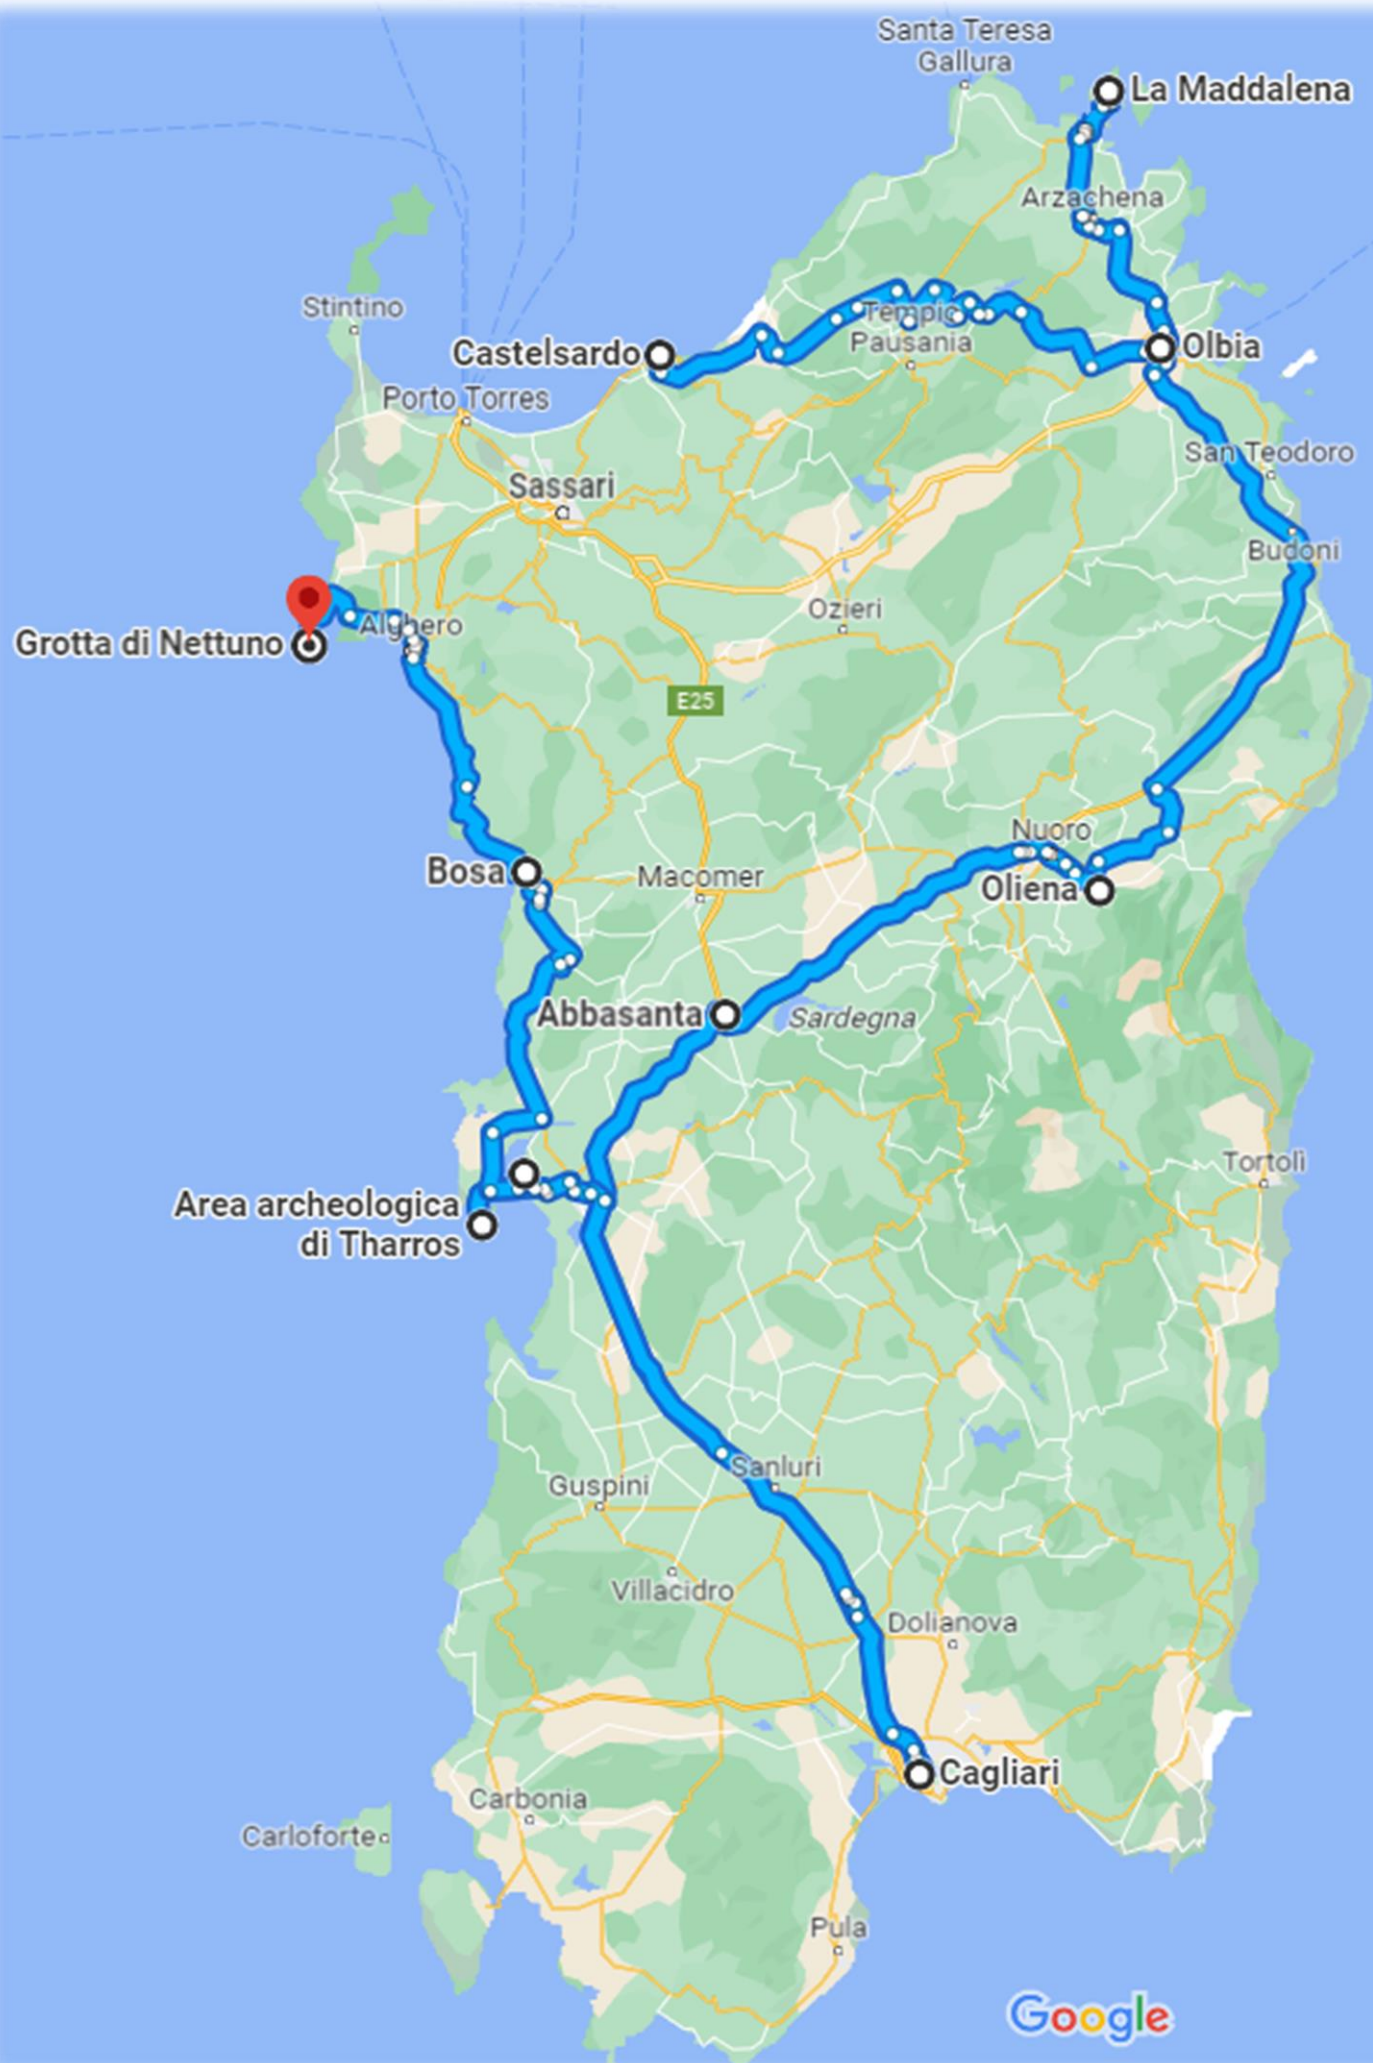 Santa Teresa
Gallura
La Maddalena
Arzachena
Stintino
Tempio
Pausania
Castelsardo
Olbia
Porto Torres
San Teodoro
Sassari
Budoni
Ozieri
Alghero
Grotta di Nettuno
E25
Nuoro
Bosa
Macomer
Oliena
Abbasanta
Sardegna
Tortolì
Area archeologica
di Tharros
Sanluri
Guspini
Villacidro
Dolianova
Cagliari
Carbonia
Carloforte
Pula
Google